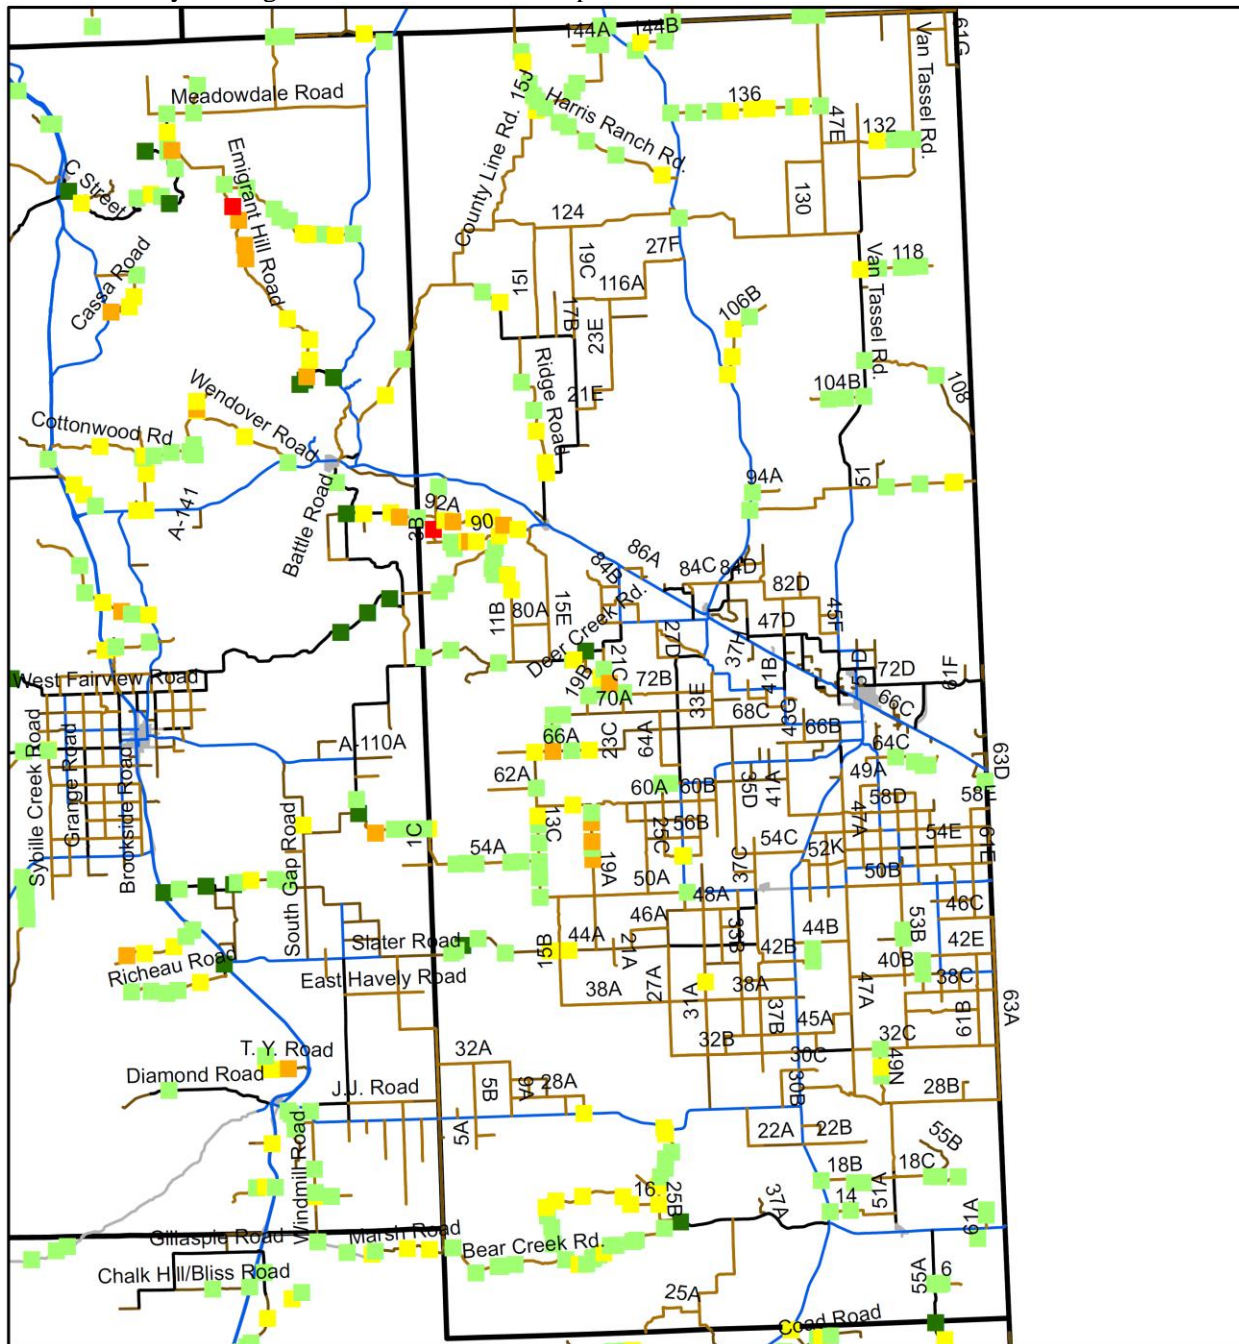 144A
144B
61G
Van Tassel Rd.
Meadowdale Road
15J
136
Harris Ranch Rd.
47E
132
Emigrant Hill Road
C Street
County Line Rd.
130
124
27F
19C
118
Van Tassel Rd.
Cassa Road
15I
116A
17B
23E
106B
Ridge Road
104B
108
21E
Wendover Road
Cottonwood Rd
A-141
Battle Road
92A
3B
90
94A
51
86A
84B
84C
84D
82D
11B
80A
15E
Deer Creek Rd.
47D
45F
27D
37H
41B
19B
21C
72B
72D
61F
West Fairview Road
70A
33E
68C
43G
66C
66A
23C
64A
66B
64C
A-110A
Sybille Creek Road
Grange Road
Brookside Road
62A
60A
60B
35D
41A
49A
63D
58D
58F
South Gap Road
13C
1C
25C
56B
47A
54E
54A
54C
52K
37C
19A
50A
50B
48A
46A
46C
33B
44B
53B
Slater Road
15B
44A
21A
42B
42E
Richeau Road
40B
East Havely Road
38A
27A
31A
38A
38C
47A
37B
61B
63A
45A
32B
32C
T. Y. Road
32A
30C
49N
Diamond Road
J.J. Road
5B
9A
28A
30B
28B
5A
22A
22B
55B
Windmill Road
18B
18C
16
25B
37A
14
51A
61A
Gillaspie Road
Marsh Road
Bear Creek Rd.
Chalk Hill/Bliss Road
55A
6
25A
Coad Road